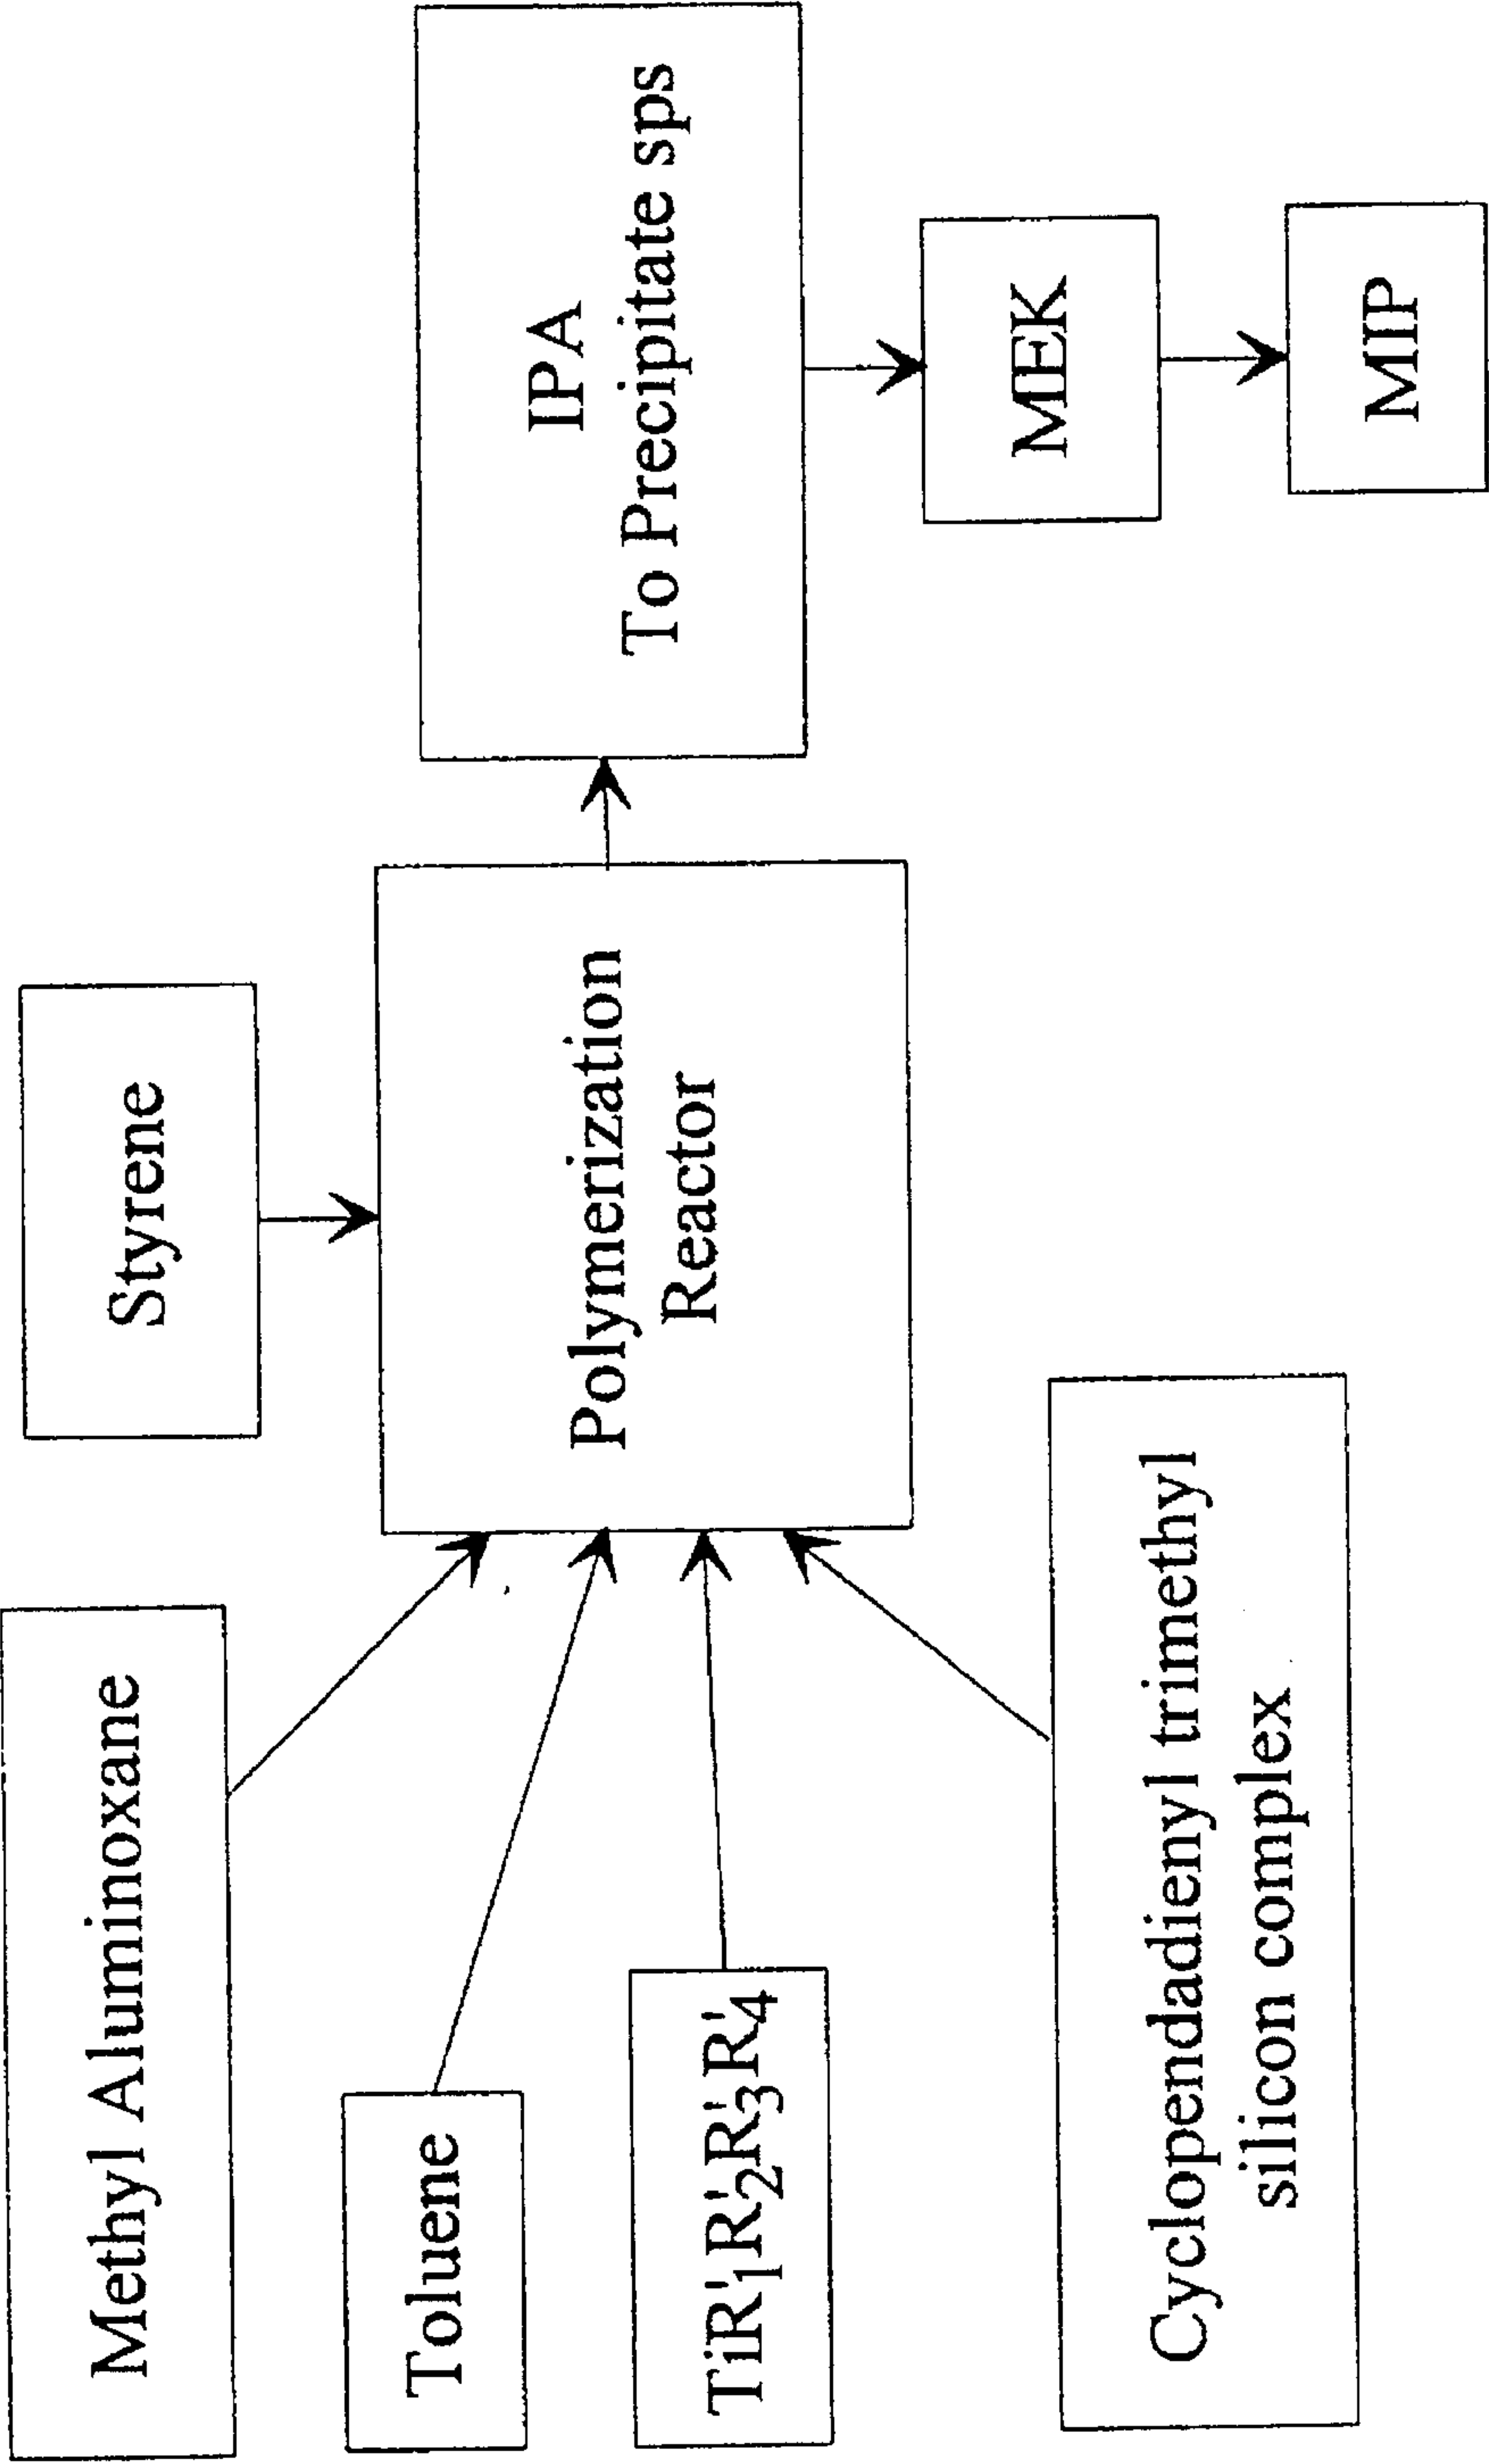 Methyl Aluminoxane
Toluene
TiR'1R'2R'3R'4
Cyclopendadienyl trimethyl
silicon complex
Styrene
Polymerization
Reactor
IPA
To Precipitate sps
MEK
MIP